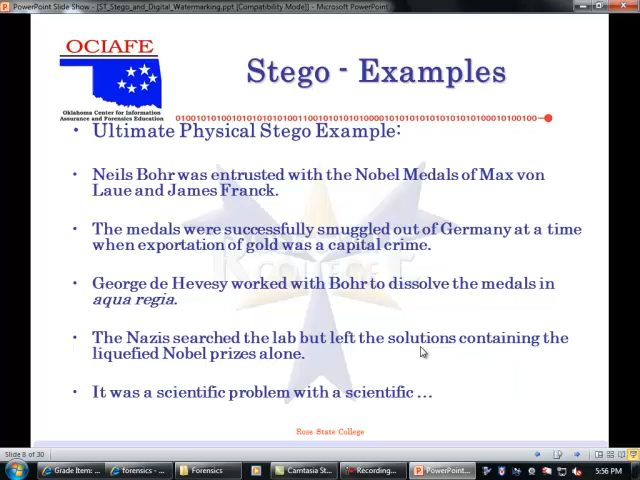 PowerPoint Slide Show - [ST_Stego_and_Digital_Watermarking.ppt [Compatibility Mode]] - Microsoft PowerPoint
OCIAFE
Oklahoma Center for Information
Assurance and Forensics Education
Stego - Examples
• Ultimate Physical Stego Example:
• Neils Bohr was entrusted with the Nobel Medals of Max von
Laue and James Franck.
• The medals were successfully smuggled out of Germany at a time
when exportation of gold was a capital crime.
• George de Hevesy worked with Bohr to dissolve the medals in
aqua regia.
• The Nazis searched the lab but left the solutions containing the
liquefied Nobel prizes alone.
• It was a scientific problem with a scientific …
Rose State College
Slide 8 of 30
Grade Item: ...
forensics - ...
Forensics
Camtasia St...
Recording...
PowerPoint...
5:56 PM